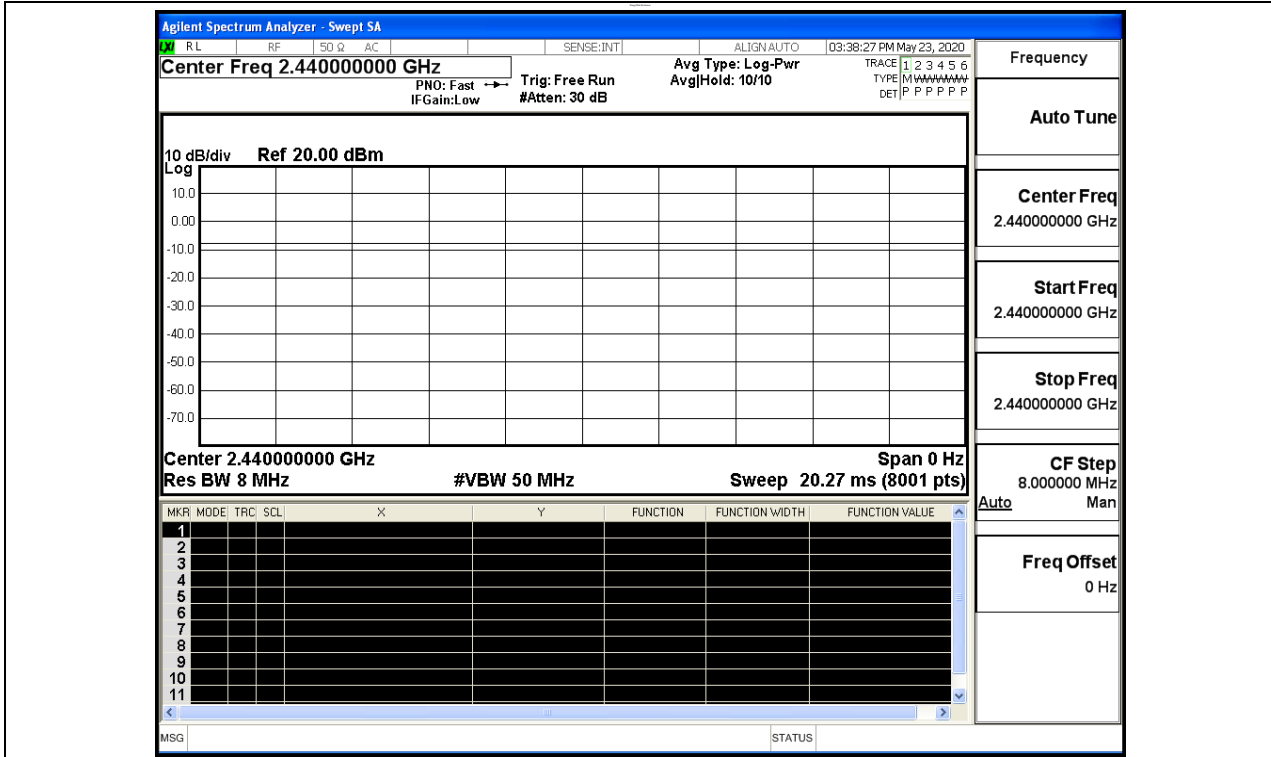 Agilent Spectrum Analyzer - Swept SA
LXI RL RF 50 Ω AC SENSE:INT ALIGN AUTO 03:38:27 PM May 23, 2020
Center Freq 2.440000000 GHz
PNO: Fast
IFGain:Low
Trig: Free Run
#Atten: 30 dB
Avg Type: Log-Pwr
Avg|Hold: 10/10
TRACE 1 2 3 4 5 6
TYPE M WWWWW
DET P P P P P P
10 dB/div Ref 20.00 dBm
Log
10.0
0.00
-10.0
-20.0
-30.0
-40.0
-50.0
-60.0
-70.0
Center 2.440000000 GHz Span 0 Hz
Res BW 8 MHz #VBW 50 MHz Sweep 20.27 ms (8001 pts)
MKR MODE TRC SCL X Y FUNCTION FUNCTION WIDTH FUNCTION VALUE
1
2
3
4
5
6
7
8
9
10
11
MSG STATUS
Frequency
Auto Tune
Center Freq
2.440000000 GHz
Start Freq
2.440000000 GHz
Stop Freq
2.440000000 GHz
CF Step
8.000000 MHz
Auto Man
Freq Offset
0 Hz